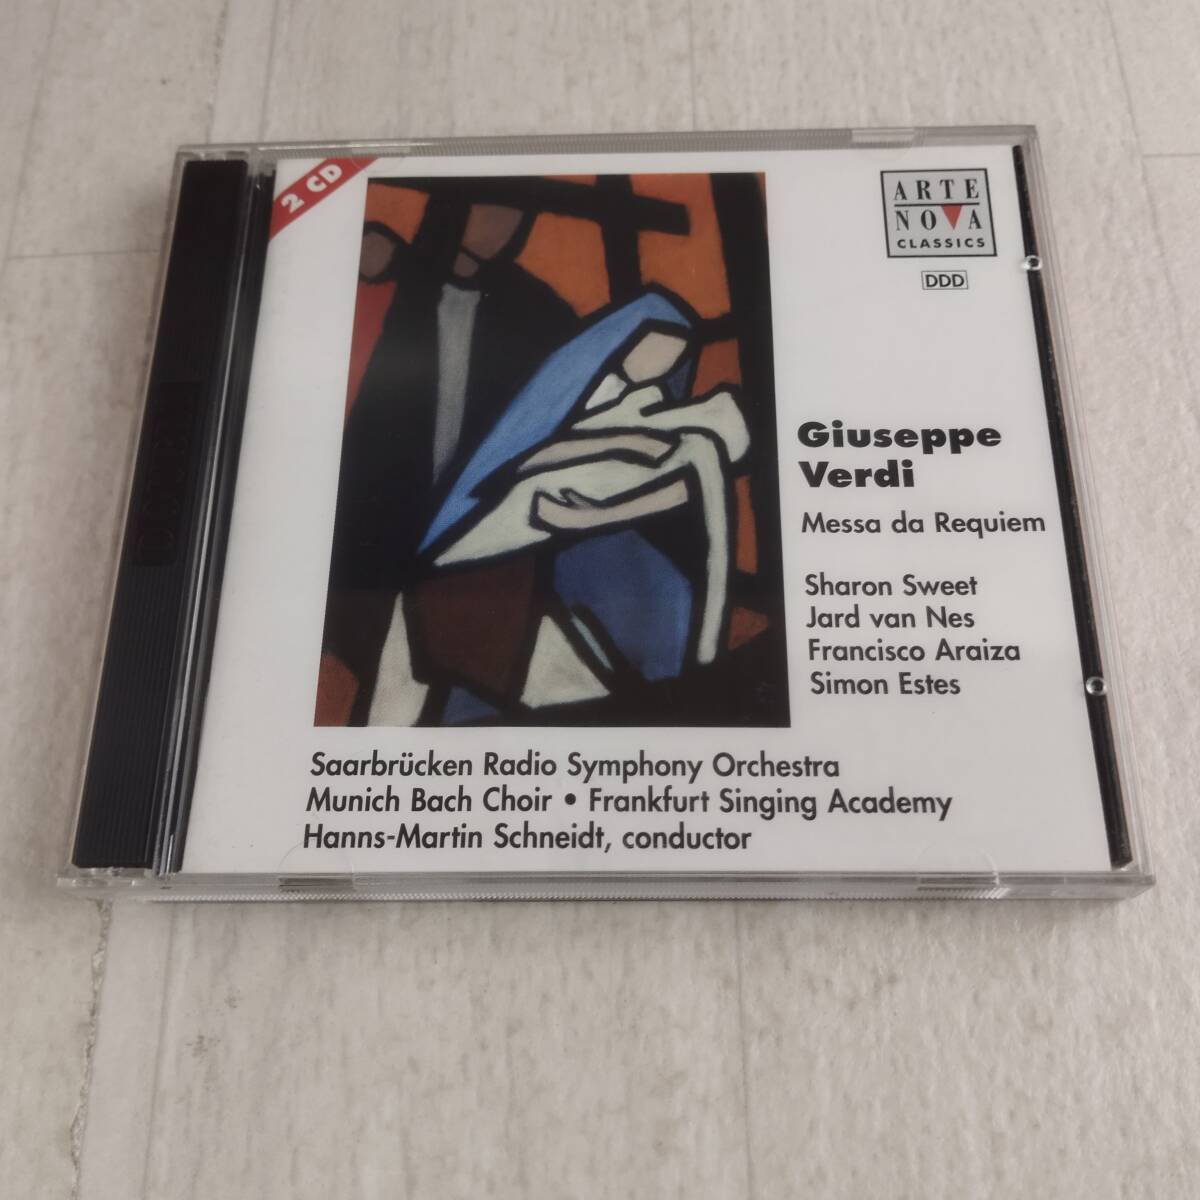 2 CD
ARTE
NOVA
CLASSICS
DDD
Giuseppe
Verdi
Messa da Requiem
Sharon Sweet
Jard van Nes
Francisco Araiza
Simon Estes
Saarbrücken Radio Symphony Orchestra
Munich Bach Choir • Frankfurt Singing Academy
Hanns-Martin Schneidt, conductor